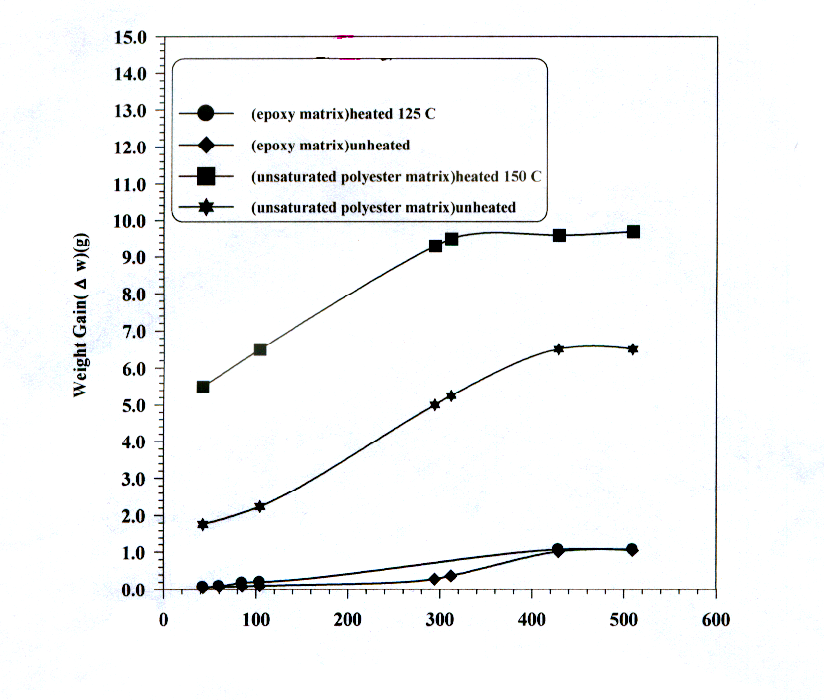 15.0
14.0
13.0
12.0
11.0
10.0
9.0
8.0
7.0
6.0
5.0
4.0
3.0
2.0
1.0
0.0
Weight Gain( Δ w)(g)
(epoxy matrix)heated 125 C
(epoxy matrix)unheated
(unsaturated polyester matrix)heated 150 C
(unsaturated polyester matrix)unheated
0 100 200 300 400 500 600